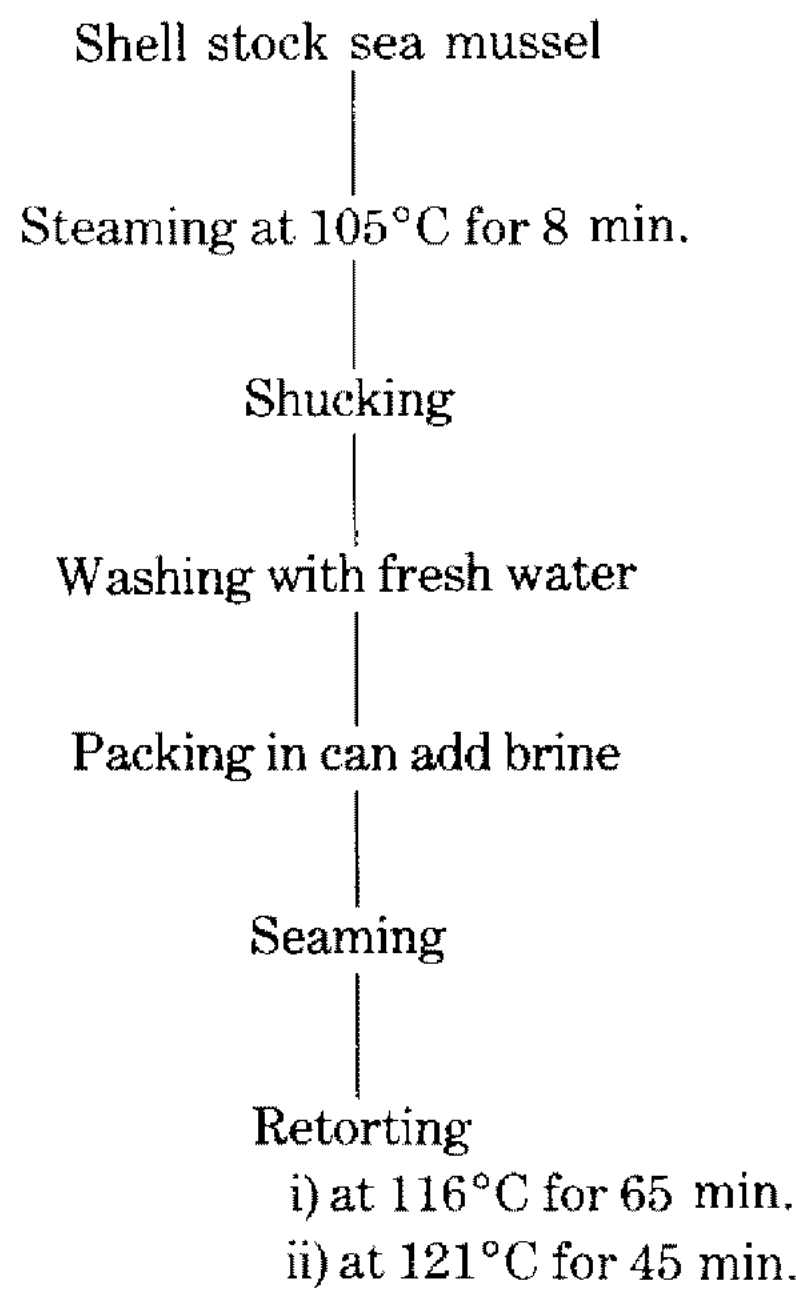 Shell stock sea mussel
Steaming at 105°C for 8 min.
Shucking
Washing with fresh water
Packing in can add brine
Seaming
Retorting
i) at 116°C for 65 min.
ii) at 121°C for 45 min.